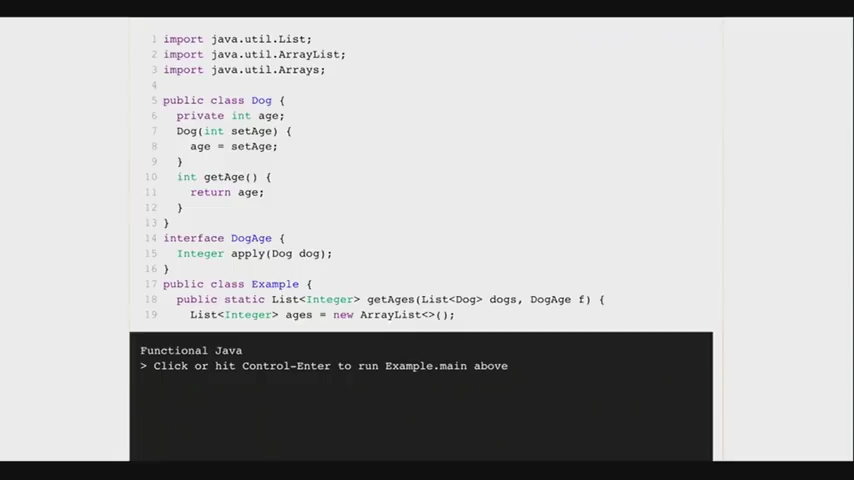 1 import java.util.List;
2 import java.util.ArrayList;
3 import java.util.Arrays;
4
5 public class Dog {
6 private int age;
7 Dog(int setAge) {
8 age = setAge;
9 }
10 int getAge() {
11 return age;
12 }
13 }
14 interface DogAge {
15 Integer apply(Dog dog);
16 }
17 public class Example {
18 public static List<Integer> getAges(List<Dog> dogs, DogAge f) {
19 List<Integer> ages = new ArrayList<>();
Functional Java
> Click or hit Control-Enter to run Example.main above